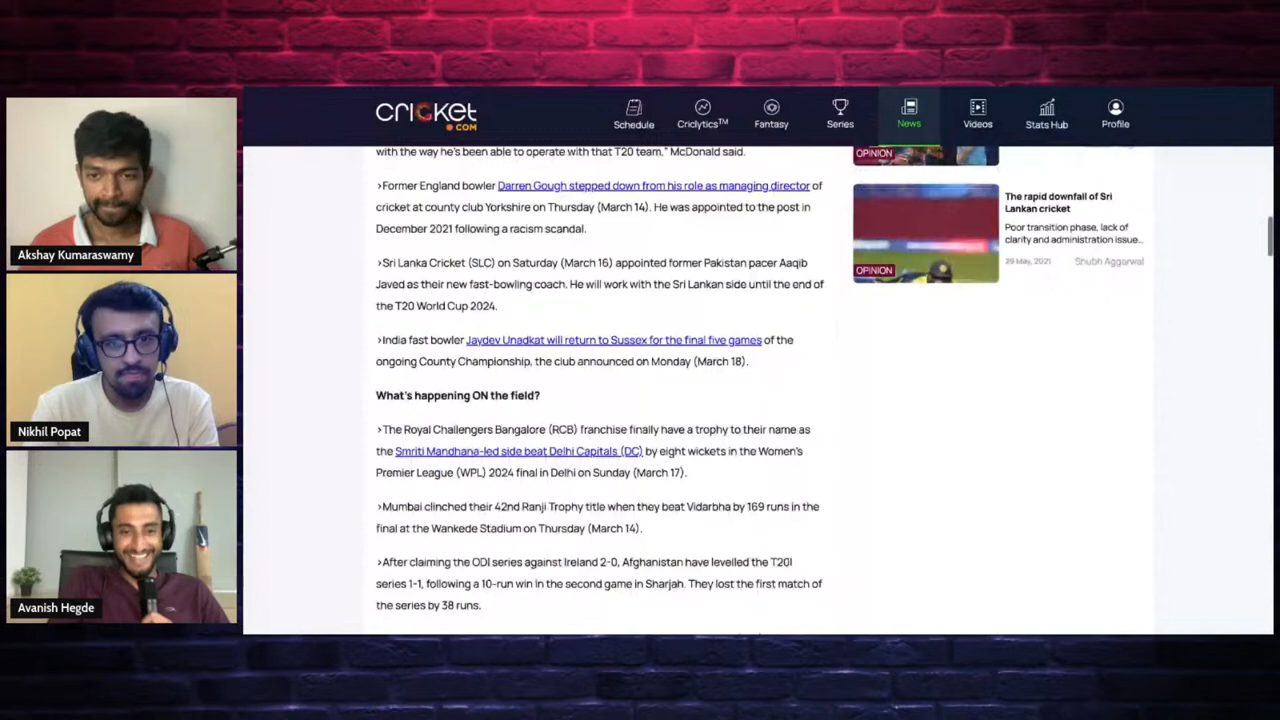 CRICKET
.COM
Schedule
Criclytics™
Fantasy
Series
News
Videos
Stats Hub
Profile
Akshay Kumaraswamy
Nikhil Popat
Avanish Hegde
with the way he's been able to operate with that T20 team," McDonald said.
>Former England bowler Darren Gough stepped down from his role as managing director of
cricket at county club Yorkshire on Thursday (March 14). He was appointed to the post in
December 2021 following a racism scandal.
>Sri Lanka Cricket (SLC) on Saturday (March 16) appointed former Pakistan pacer Aaqib
Javed as their new fast-bowling coach. He will work with the Sri Lankan side until the end of
the T20 World Cup 2024.
>India fast bowler Jaydev Unadkat will return to Sussex for the final five games of the
ongoing County Championship, the club announced on Monday (March 18).
What's happening ON the field?
>The Royal Challengers Bangalore (RCB) franchise finally have a trophy to their name as
the Smriti Mandhana-led side beat Delhi Capitals (DC) by eight wickets in the Women's
Premier League (WPL) 2024 final in Delhi on Sunday (March 17).
>Mumbai clinched their 42nd Ranji Trophy title when they beat Vidarbha by 169 runs in the
final at the Wankede Stadium on Thursday (March 14).
>After claiming the ODI series against Ireland 2-0, Afghanistan have levelled the T20I
series 1-1, following a 10-run win in the second game in Sharjah. They lost the first match of
the series by 38 runs.
OPINION
The rapid downfall of Sri
Lankan cricket
Poor transition phase, lack of
clarity and administration issue...
29 May, 2021 Shubh Aggarwal
OPINION